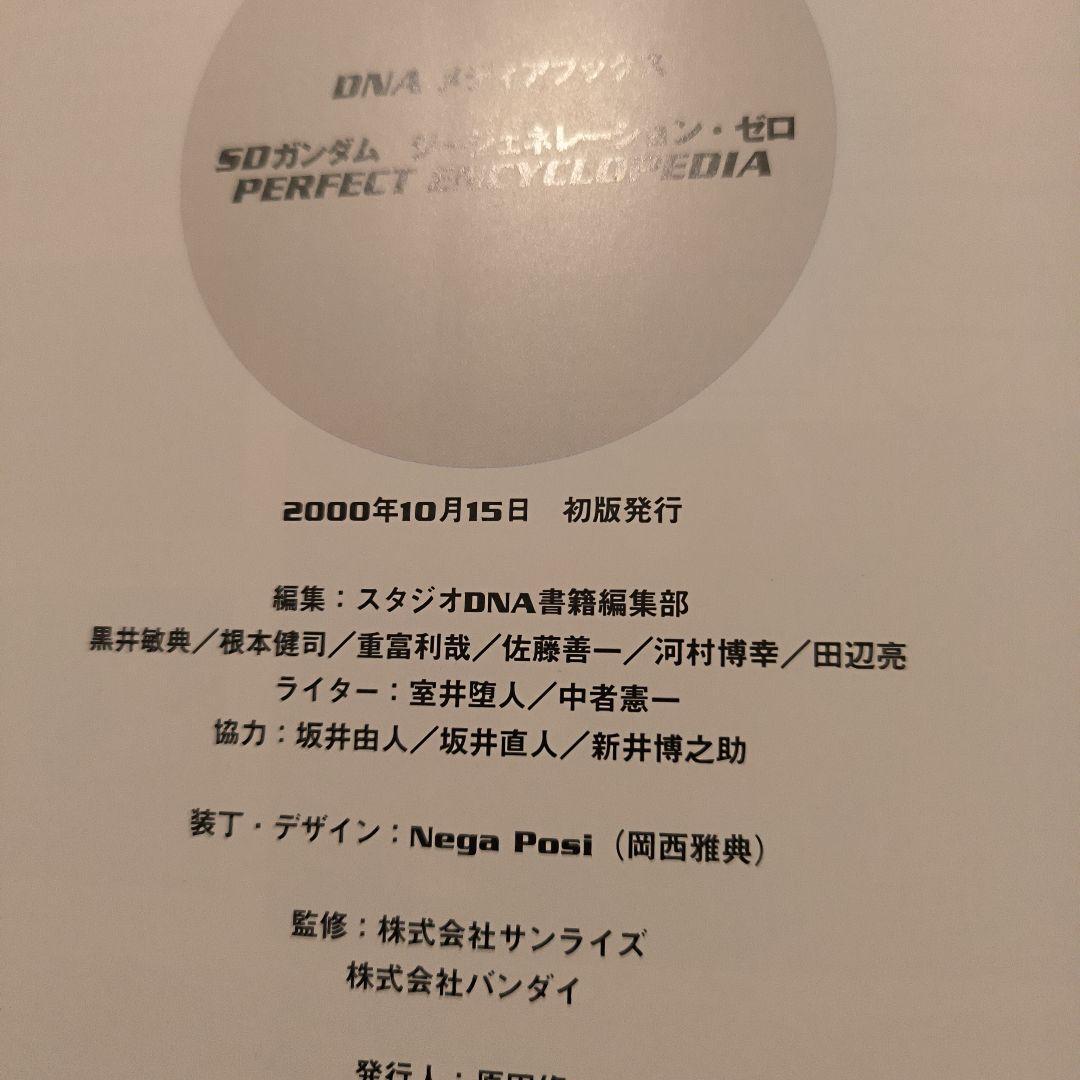 DNA メディアブックス
SDガンダム ジージェネレーション・ゼロ
PERFECT ENCYCLOPEDIA
2000年10月15日 初版発行
編集：スタジオDNA書籍編集部
黒井敏典／根本健司／重富利哉／佐藤善一／河村博幸／田辺亮
ライター：室井堕人／中者憲一
協力：坂井由人／坂井直人／新井博之助
装丁・デザイン：Nega Posi（岡西雅典）
監修：株式会社サンライズ
株式会社バンダイ
発行人：原田修